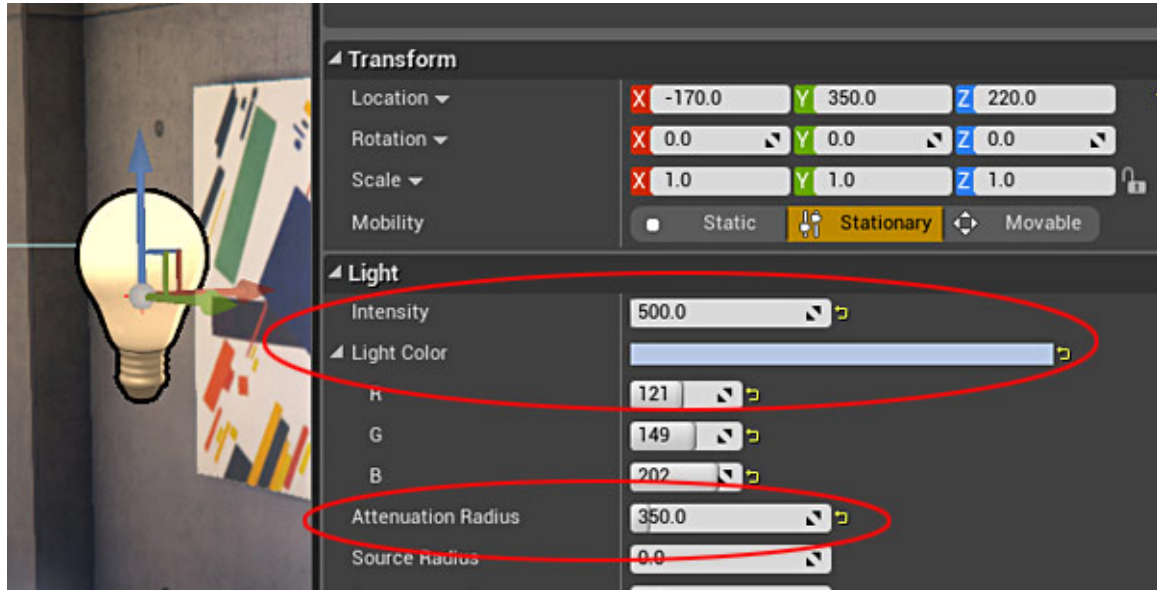 Transform
Location X -170.0 Y 350.0 Z 220.0
Rotation X 0.0 Y 0.0 Z 0.0
Scale X 1.0 Y 1.0 Z 1.0
Mobility Static Stationary Movable
Light
Intensity 500.0
Light Color
R 121
G 149
B 202
Attenuation Radius 350.0
Source Radius 0.0